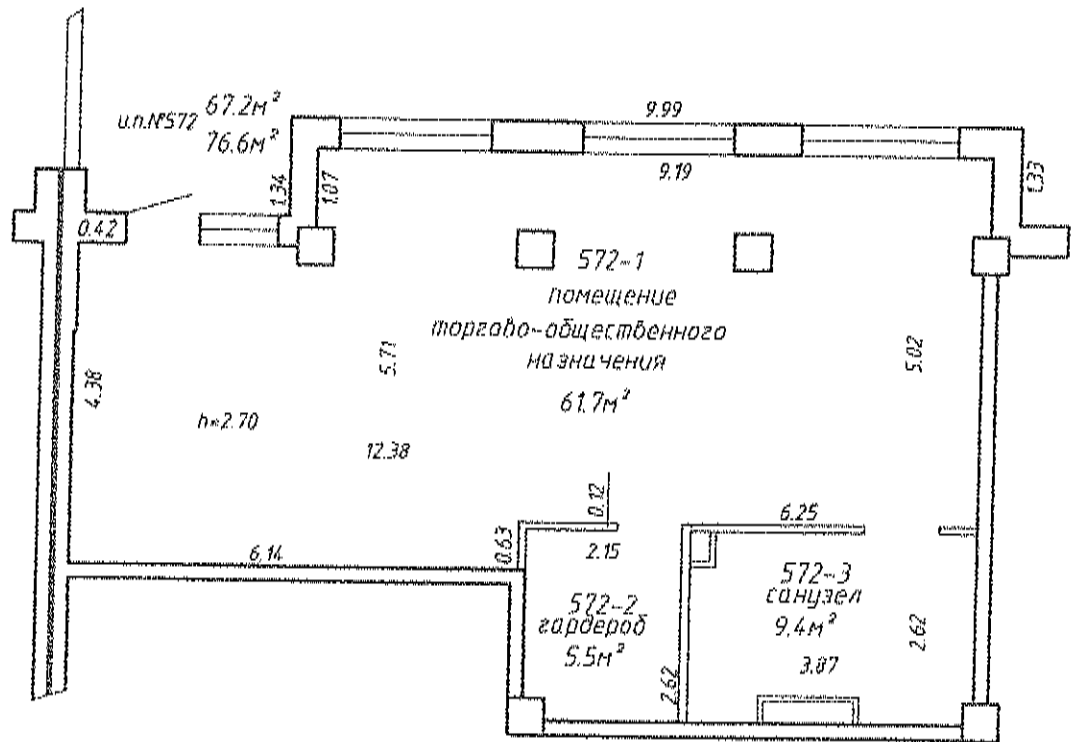 и.п.№572
67.2м²
76.6м²
9.99
9.19
1.34
1.07
1.33
0.42
572-1
помещение
торгово-общественного
назначения
61.7м²
5.71
5.02
4.38
h=2.70
12.38
0.12
6.25
6,14
0.63
2.15
572-2
гардероб
5.5м²
572-3
санузел
9.4м²
2.62
2.62
3.87